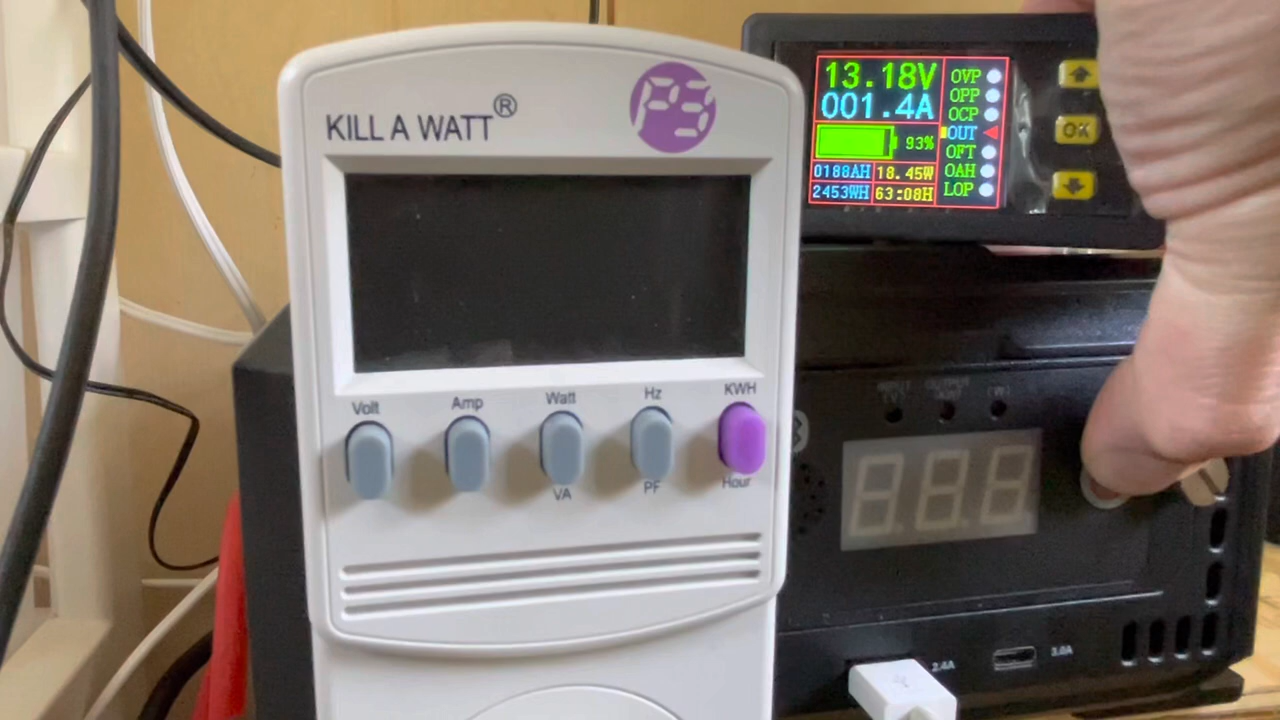 KILL A WATT®
P3
Volt
Amp
Watt
Hz
KWH
VA
PF
Hour
13.18V
001.4A
93%
0188AH
18.45W
2453WH
63:08H
OVP
OPP
OCP
OUT
OFT
OAH
LOP
OK
2.4A
3.0A